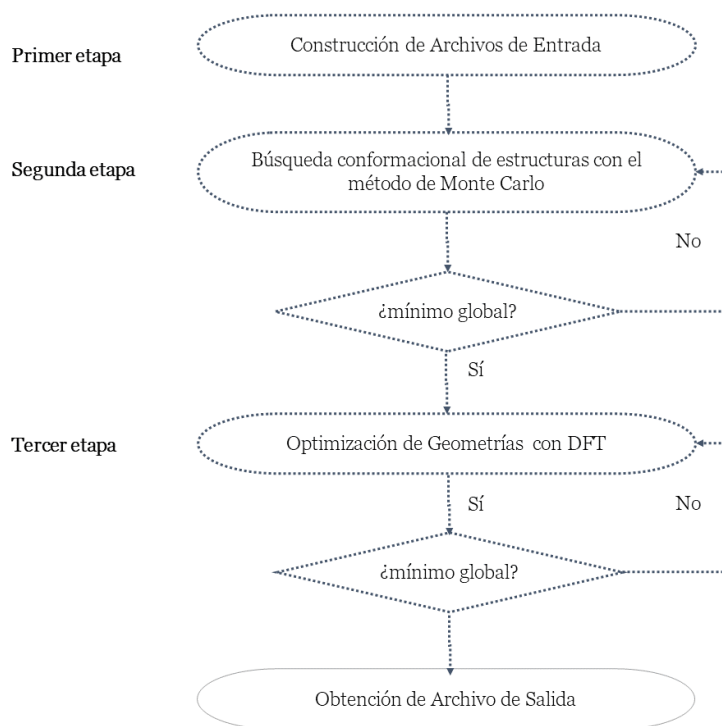 Construcción de Archivos de Entrada
Primer etapa
Búsqueda conformacional de estructuras con el
método de Monte Carlo
Segunda etapa
No
¿mínimo global?
Sí
Tercer etapa
Optimización de Geometrías con DFT
Sí
No
¿mínimo global?
Obtención de Archivo de Salida